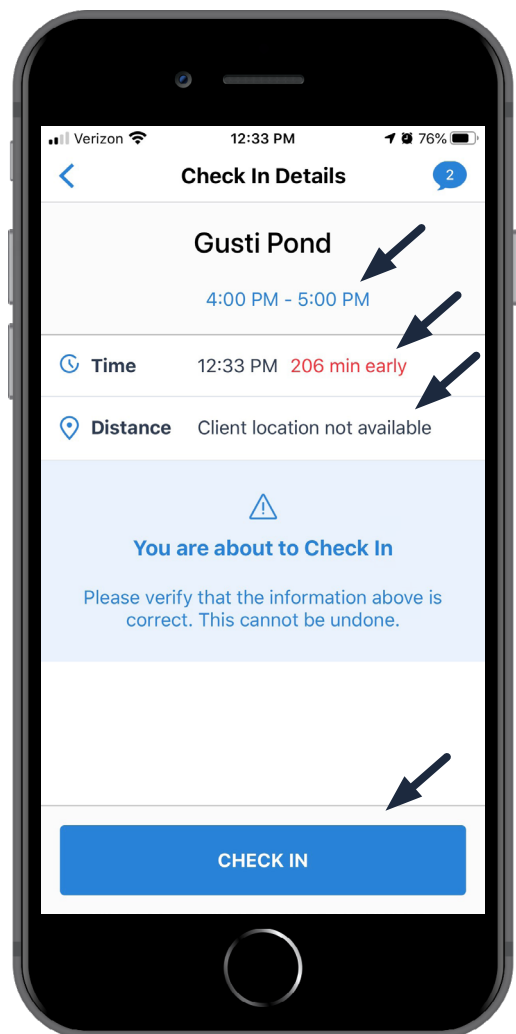 Verizon 12:33 PM 76%
Check In Details 2
Gusti Pond
4:00 PM - 5:00 PM
Time 12:33 PM 206 min early
Distance Client location not available
You are about to Check In
Please verify that the information above is
correct. This cannot be undone.
CHECK IN